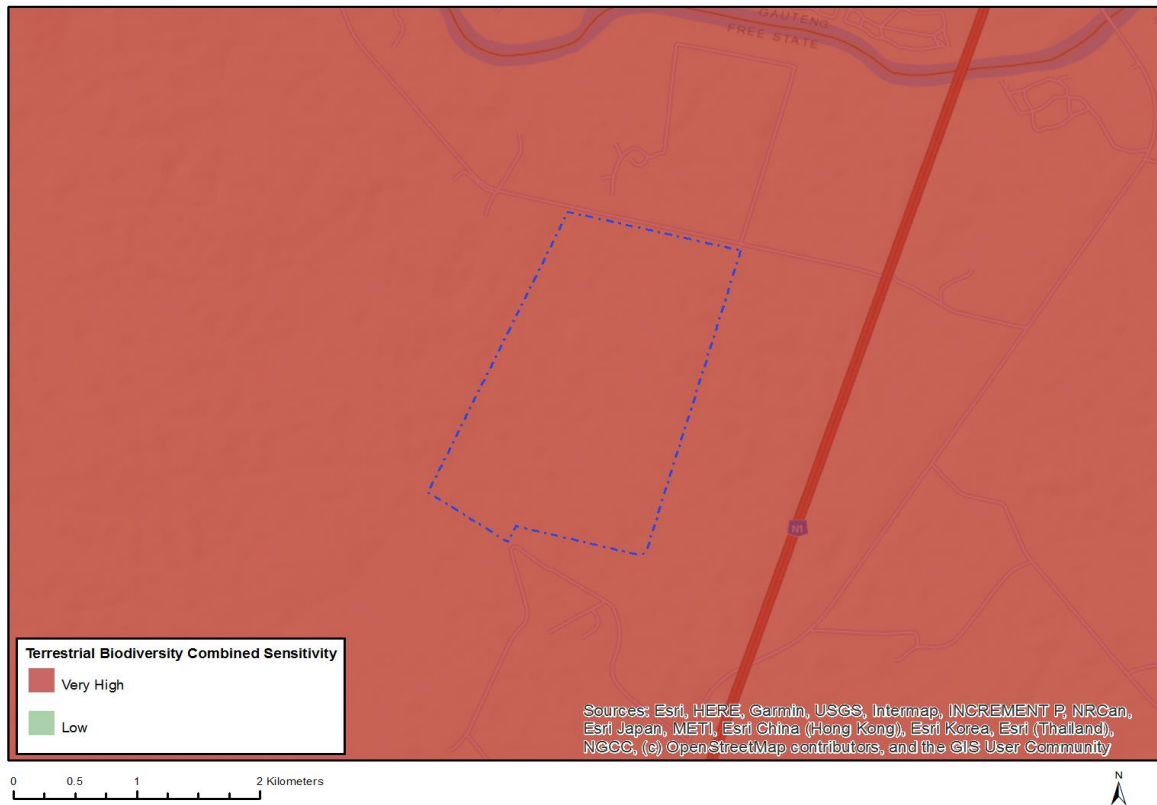 GAUTENG
FREE STATE
N1
Terrestrial Biodiversity Combined Sensitivity
Very High
Low
Sources: Esri, HERE, Garmin, USGS, Intermap, INCREMENT P, NRCan,
Esri Japan, METI, Esri China (Hong Kong), Esri Korea, Esri (Thailand),
NGCC, (c) OpenStreetMap contributors, and the GIS User Community
0 0.5 1 2 Kilometers
N